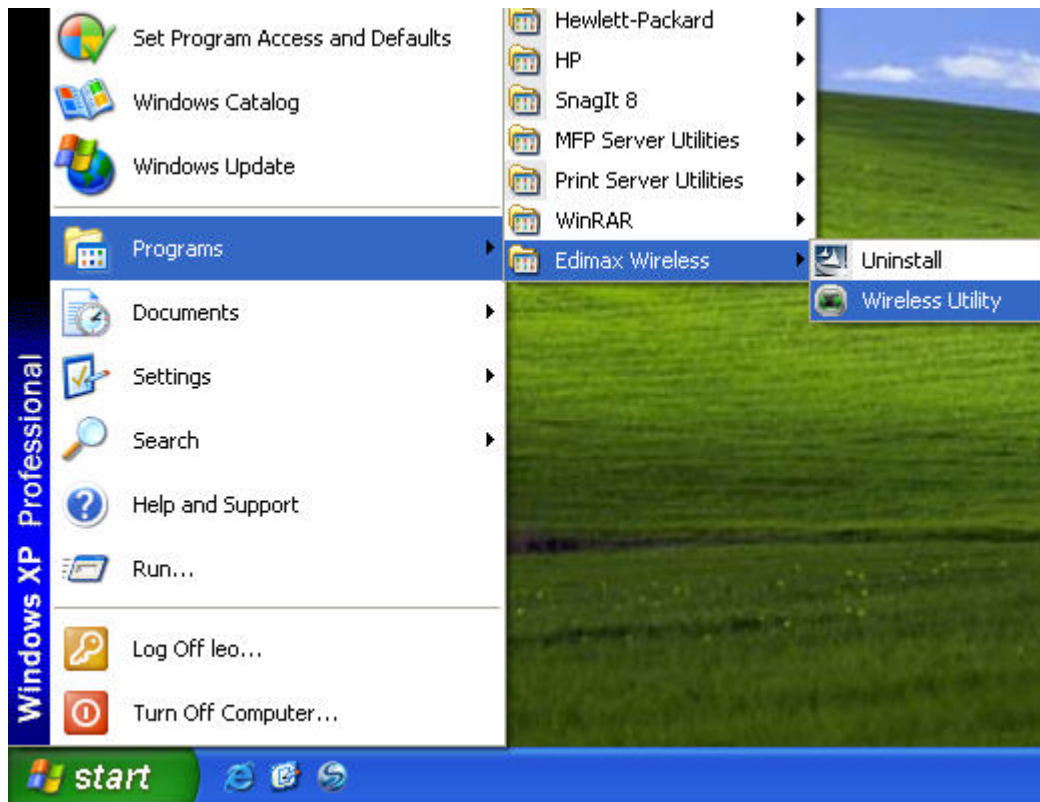 Set Program Access and Defaults
Windows Catalog
Windows Update
Programs
Documents
Settings
Search
Help and Support
Run...
Log Off leo...
Turn Off Computer...
Windows XP Professional
Hewlett-Packard
HP
SnagIt 8
MFP Server Utilities
Print Server Utilities
WinRAR
Edimax Wireless
Uninstall
Wireless Utility
start